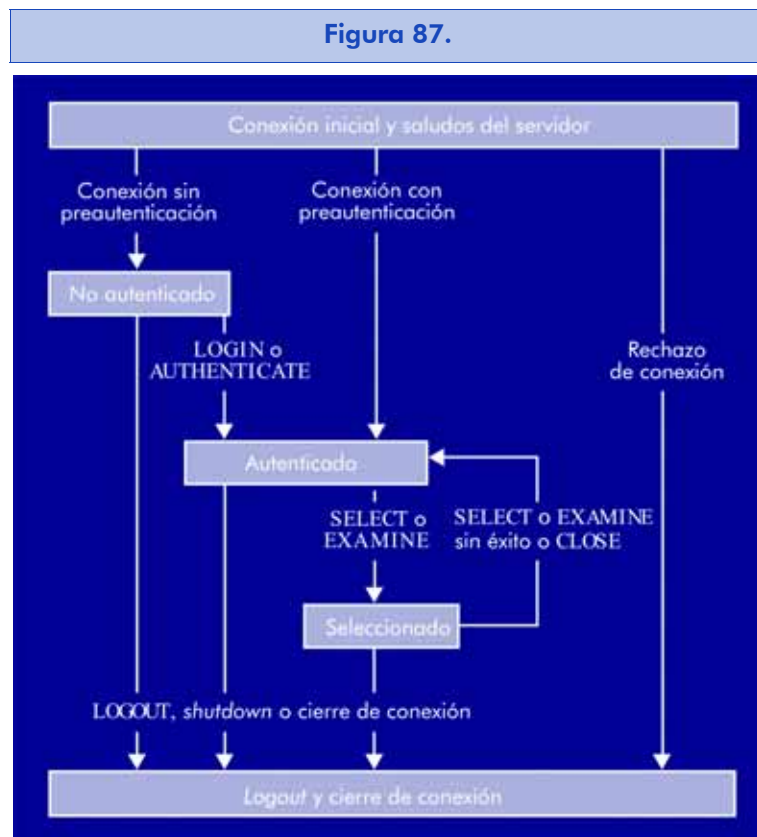 Figura 87.
Conexión inicial y saludos del servidor
Conexión sin
preautenticación
Conexión con
preautenticación
No autenticado
LOGIN o
AUTHENTICATE
Rechazo
de conexión
Autenticado
SELECT o
EXAMINE
SELECT o EXAMINE
sin éxito o CLOSE
Seleccionado
LOGOUT, shutdown o cierre de conexión
Logout y cierre de conexión